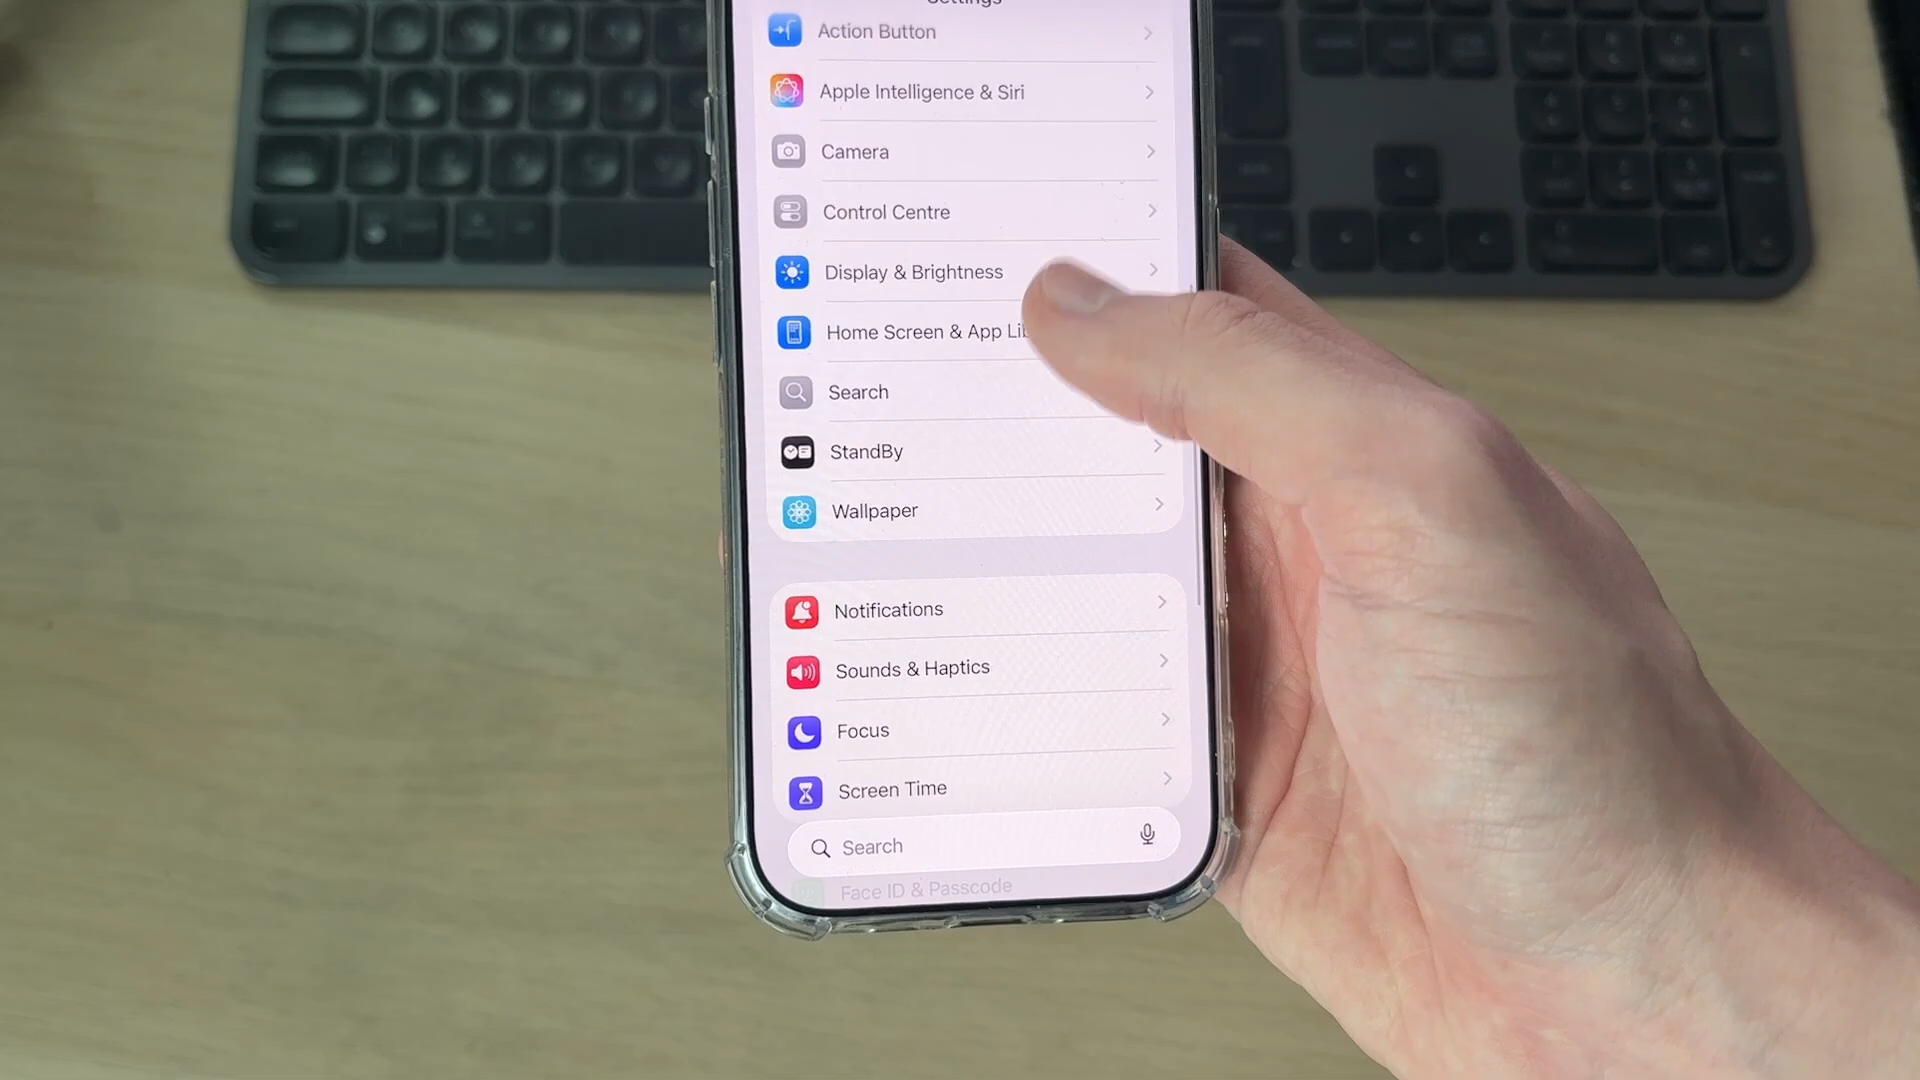 Settings
Action Button
Apple Intelligence & Siri
Camera
Control Centre
Display & Brightness
Home Screen & App Li
Search
StandBy
Wallpaper
Notifications
Sounds & Haptics
Focus
Screen Time
Search
Face ID & Passcode